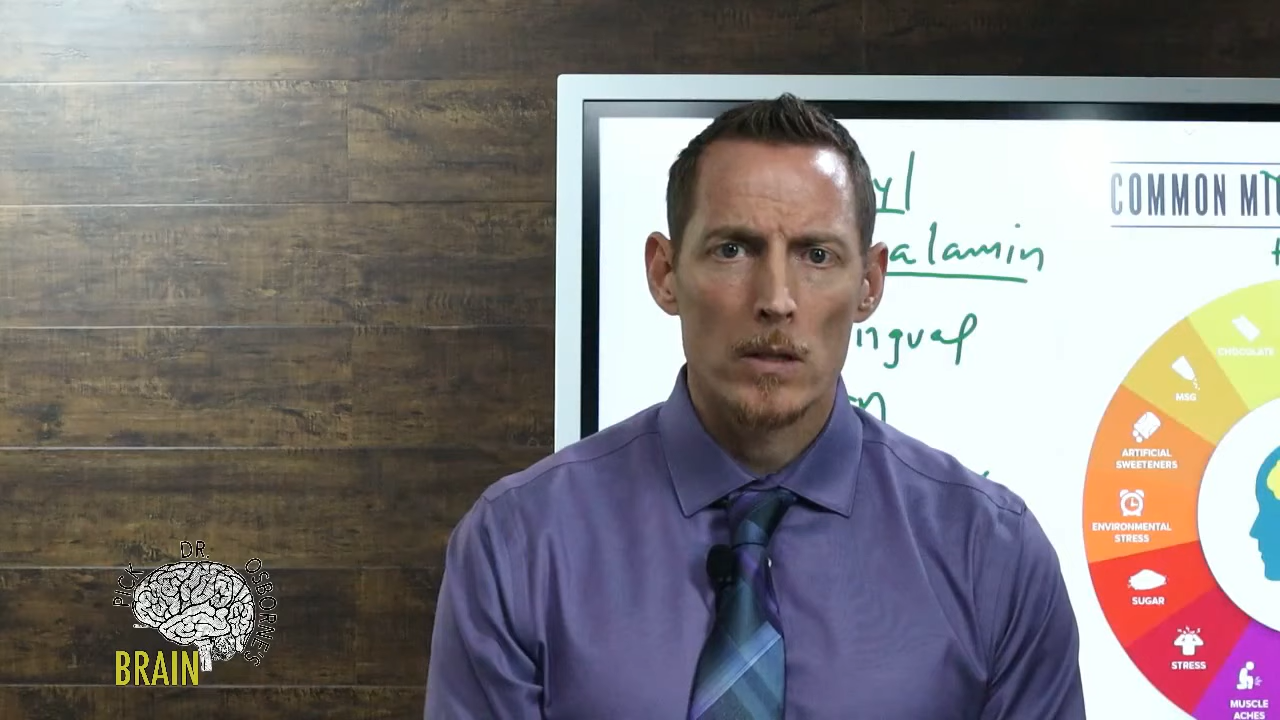 yl
alamin
ingual
COMMON MI
CHOCOLATE
MSG
ARTIFICIAL
SWEETENERS
ENVIRONMENTAL
STRESS
SUGAR
STRESS
MUSCLE
ACHES
PICK DR. OSBORNE'S
BRAIN